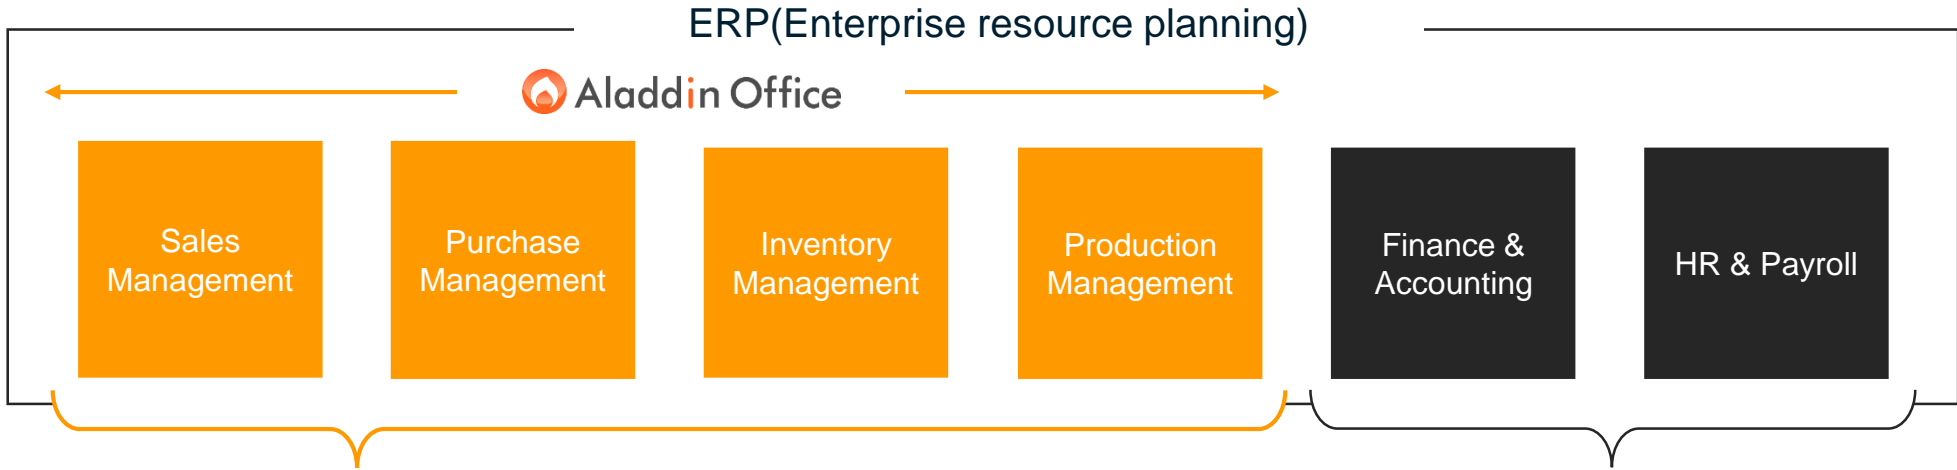 ERP(Enterprise resource planning)
Aladdin Office
Sales
Management
Purchase
Management
Inventory
Management
Production
Management
Finance &
Accounting
HR & Payroll